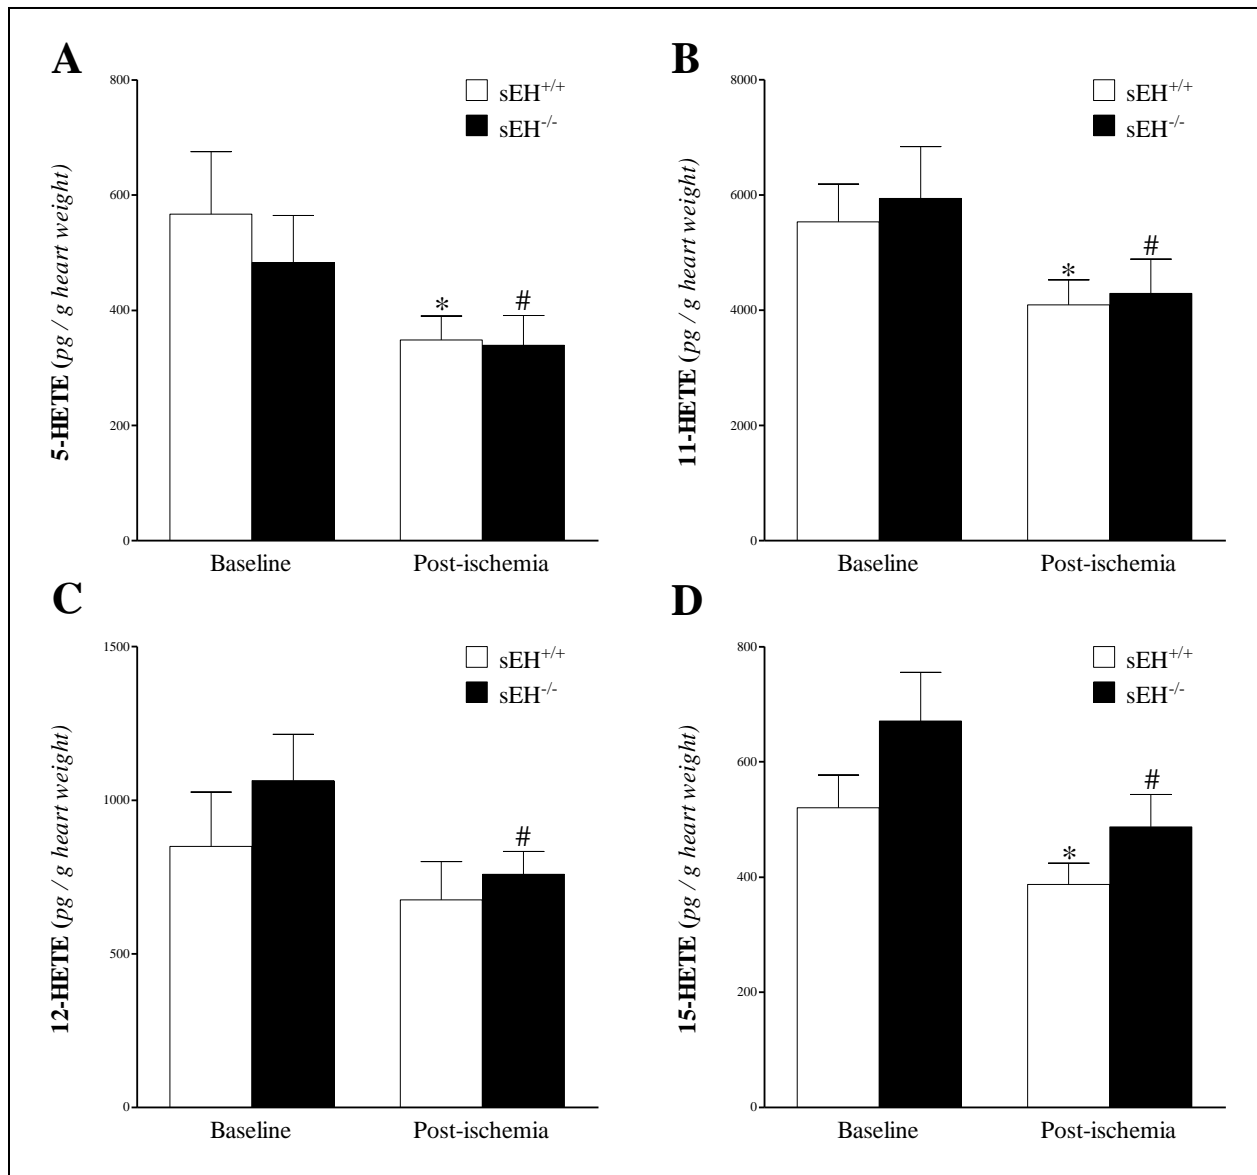 A
800
600
400
200
0
5-HETE (pg / g heart weight)
sEH+/+
sEH-/-
*
#
Baseline
Post-ischemia
B
8000
6000
4000
2000
0
11-HETE (pg / g heart weight)
sEH+/+
sEH-/-
*
#
Baseline
Post-ischemia
C
1500
1000
500
0
12-HETE (pg / g heart weight)
sEH+/+
sEH-/-
#
Baseline
Post-ischemia
D
800
600
400
200
0
15-HETE (pg / g heart weight)
sEH+/+
sEH-/-
*
#
Baseline
Post-ischemia